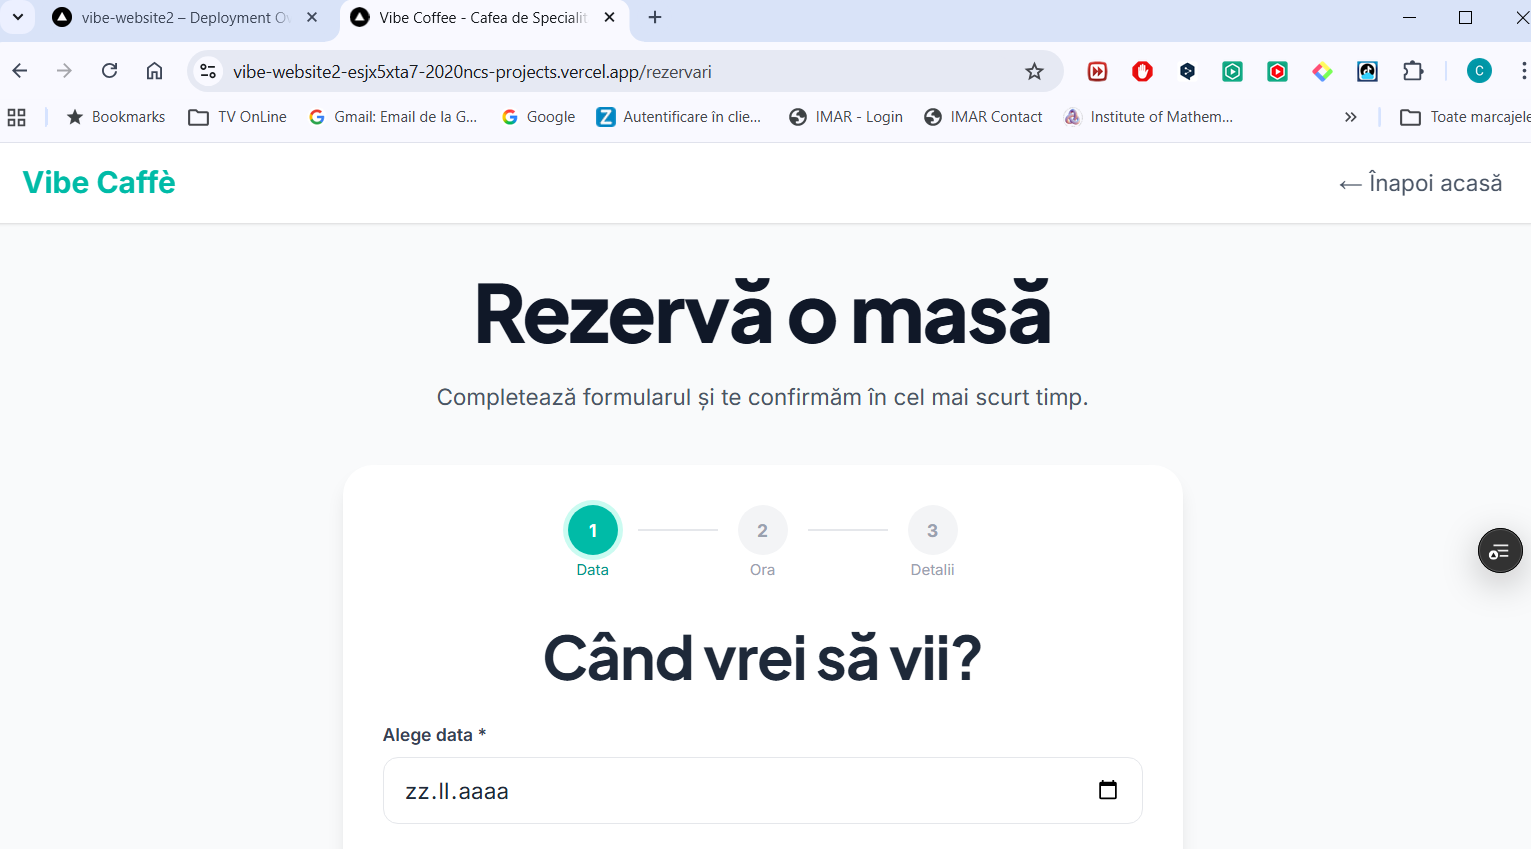 vibe-website2 – Deployment Ov
Vibe Coffee - Cafea de Specialit
vibe-website2-esjx5xta7-2020ncs-projects.vercel.app/rezervari
C
Bookmarks
TV OnLine
Gmail: Email de la G...
Google
Z
Autentificare în clie...
IMAR - Login
IMAR Contact
Institute of Mathem...
»
Toate marcajele
Vibe Caffè
← Înapoi acasă
Rezervă o masă
Completează formularul și te confirmăm în cel mai scurt timp.
1
2
3
Data
Ora
Detalii
Când vrei să vii?
Alege data *
zz.ll.aaaa